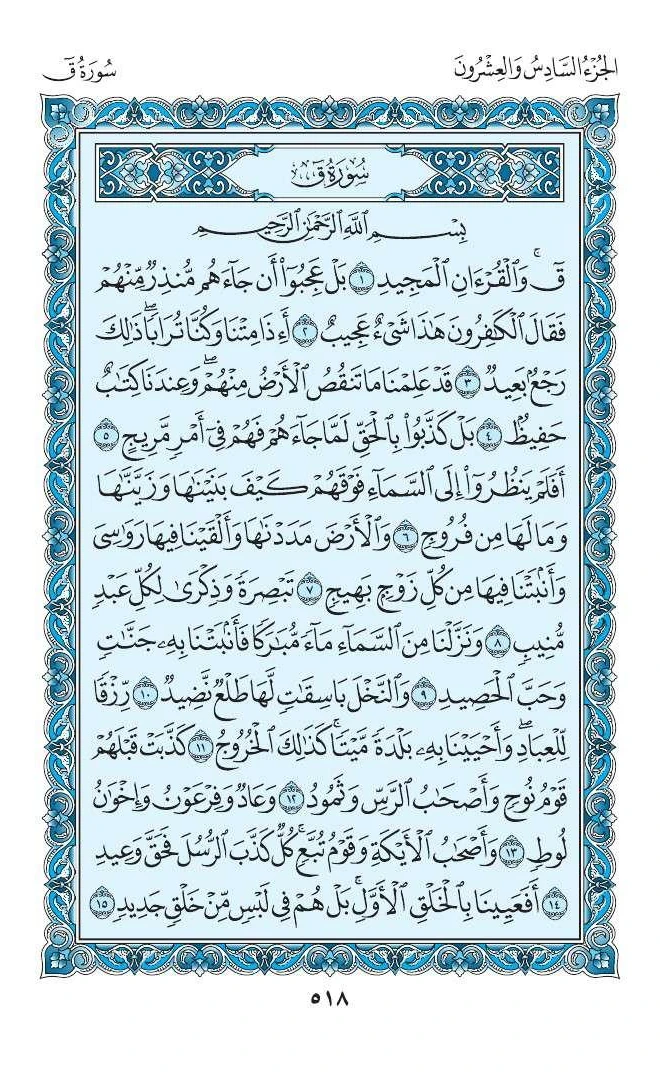 الجُزْءُ السَّادِسُ وَالعِشْرُونَ
سُورَةُ قٓ
سُورَةُ قٓ
بِسْمِ ٱللَّهِ ٱلرَّحْمَٰنِ ٱلرَّحِيمِ
قٓ ۚ وَٱلْقُرْءَانِ ٱلْمَجِيدِ ١ بَلْ عَجِبُوٓا۟ أَن جَآءَهُم مُّنذِرٌ مِّنْهُمْ
فَقَالَ ٱلْكَٰفِرُونَ هَٰذَا شَىْءٌ عَجِيبٌ ٢ أَءِذَا مِتْنَا وَكُنَّا تُرَابًا ۖ ذَٰلِكَ
رَجْعٌۢ بَعِيدٌ ٣ قَدْ عَلِمْنَا مَا تَنقُصُ ٱلْأَرْضُ مِنْهُمْ ۖ وَعِندَنَا كِتَٰبٌ
حَفِيظٌۢ ٤ بَلْ كَذَّبُوا۟ بِٱلْحَقِّ لَمَّا جَآءَهُمْ فَهُمْ فِىٓ أَمْرٍ مَّرِيجٍ ٥
أَفَلَمْ يَنظُرُوٓا۟ إِلَى ٱلسَّمَآءِ فَوْقَهُمْ كَيْفَ بَنَيْنَٰهَا وَزَيَّنَّٰهَا
وَمَا لَهَا مِن فُرُوجٍ ٦ وَٱلْأَرْضَ مَدَدْنَٰهَا وَأَلْقَيْنَا فِيهَا رَوَٰسِىَ
وَأَنۢبَتْنَا فِيهَا مِن كُلِّ زَوْجٍۭ بَهِيجٍ ٧ تَبْصِرَةً وَذِكْرَىٰ لِكُلِّ عَبْدٍ
مُّنِيبٍ ٨ وَنَزَّلْنَا مِنَ ٱلسَّمَآءِ مَآءً مُّبَٰرَكًا فَأَنۢبَتْنَا بِهِۦ جَنَّٰتٍ
وَحَبَّ ٱلْحَصِيدِ ٩ وَٱلنَّخْلَ بَاسِقَٰتٍ لَّهَا طَلْعٌ نَّضِيدٌ ١٠ رِّزْقًا
لِّلْعِبَادِ ۖ وَأَحْيَيْنَا بِهِۦ بَلْدَةً مَّيْتًا ۚ كَذَٰلِكَ ٱلْخُرُوجُ ١١ كَذَّبَتْ قَبْلَهُمْ
قَوْمُ نُوحٍ وَأَصْحَٰبُ ٱلرَّسِّ وَثَمُودُ ١٢ وَعَادٌ وَفِرْعَوْنُ وَإِخْوَٰنُ
لُوطٍ ١٣ وَأَصْحَٰبُ ٱلْأَيْكَةِ وَقَوْمُ تُبَّعٍ ۚ كُلٌّ كَذَّبَ ٱلرُّسُلَ فَحَقَّ وَعِيدِ
١٤ أَفَعَيِينَا بِٱلْخَلْقِ ٱلْأَوَّلِ ۚ بَلْ هُمْ فِى لَبْسٍ مِّنْ خَلْقٍ جَدِيدٍ ١٥
٥١٨